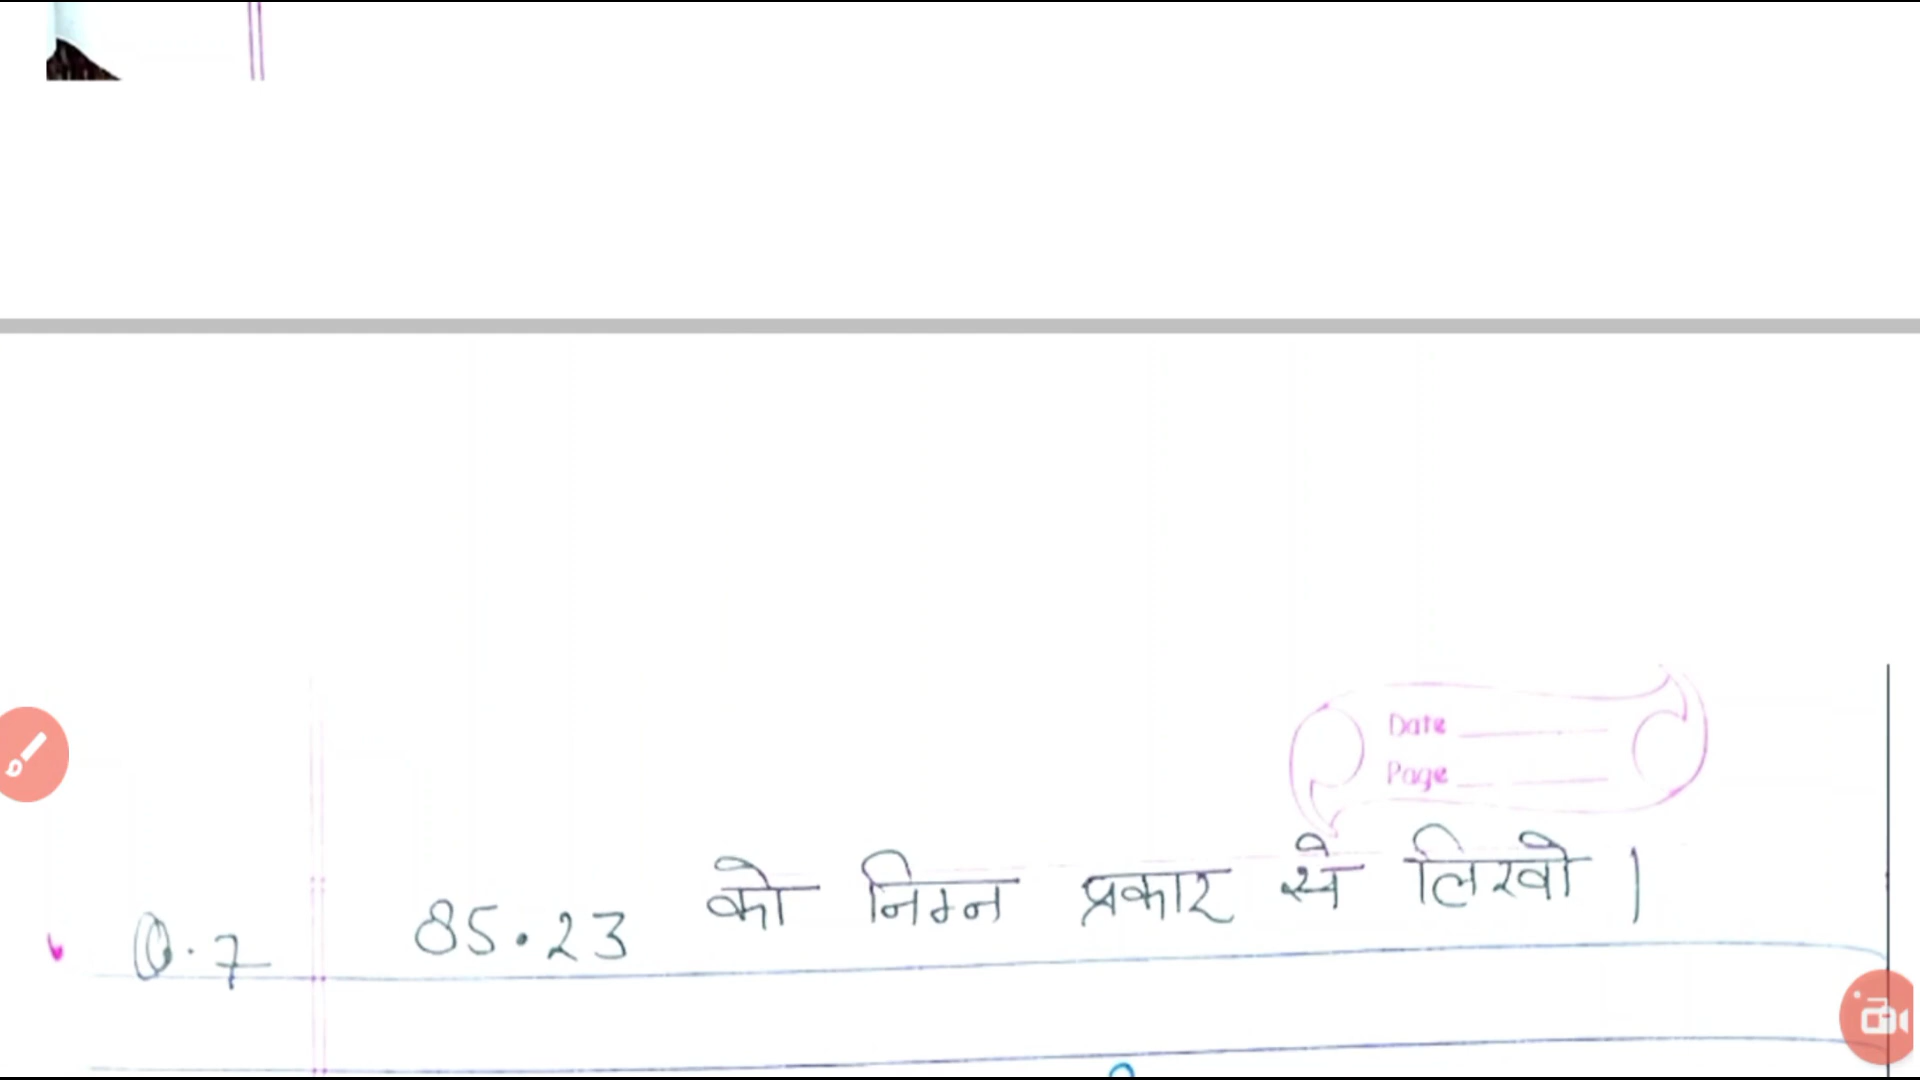 Date
Page
Q.7 85.23 को निम्न प्रकार से लिखो |